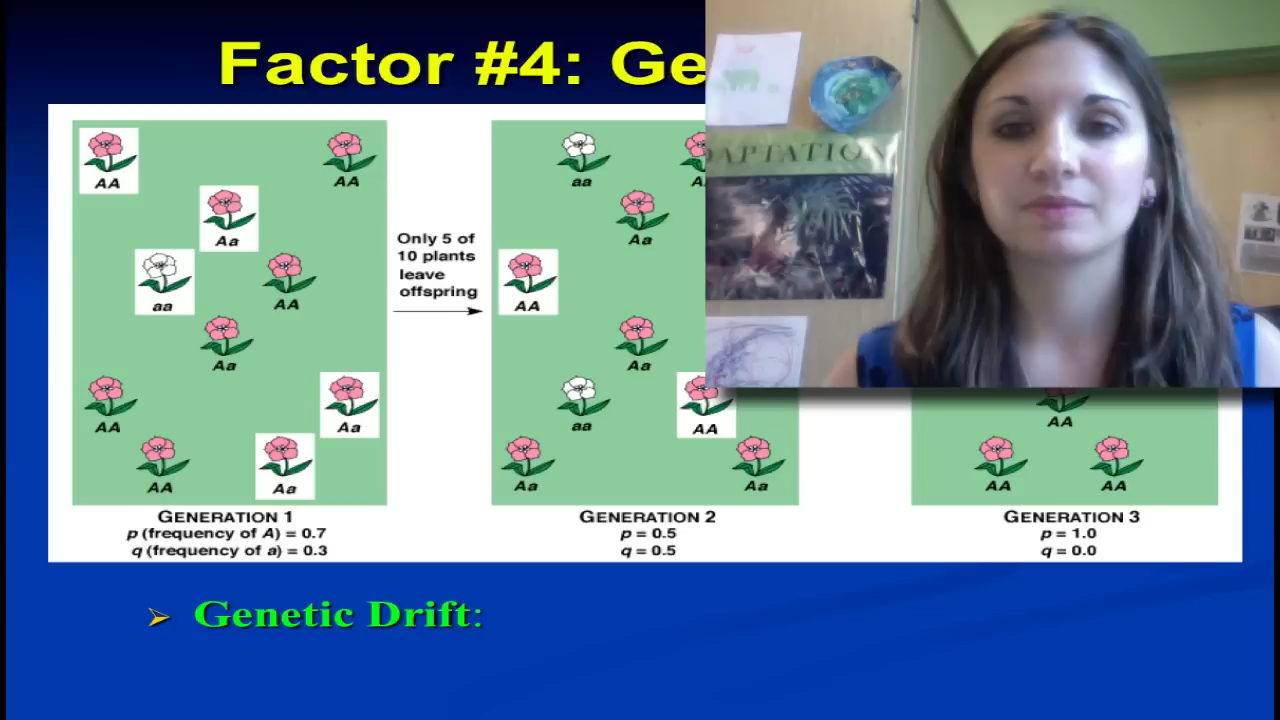 Factor #4: Ge
AA
AA
Aa
aa
AA
Aa
AA
Aa
AA
Aa
GENERATION 1
p (frequency of A) = 0.7
q (frequency of a) = 0.3
Only 5 of
10 plants
leave
offspring
aa
A
Aa
AA
Aa
aa
AA
Aa
Aa
GENERATION 2
p = 0.5
q = 0.5
DAPTATION
AA
AA
AA
GENERATION 3
p = 1.0
q = 0.0
➢ Genetic Drift: